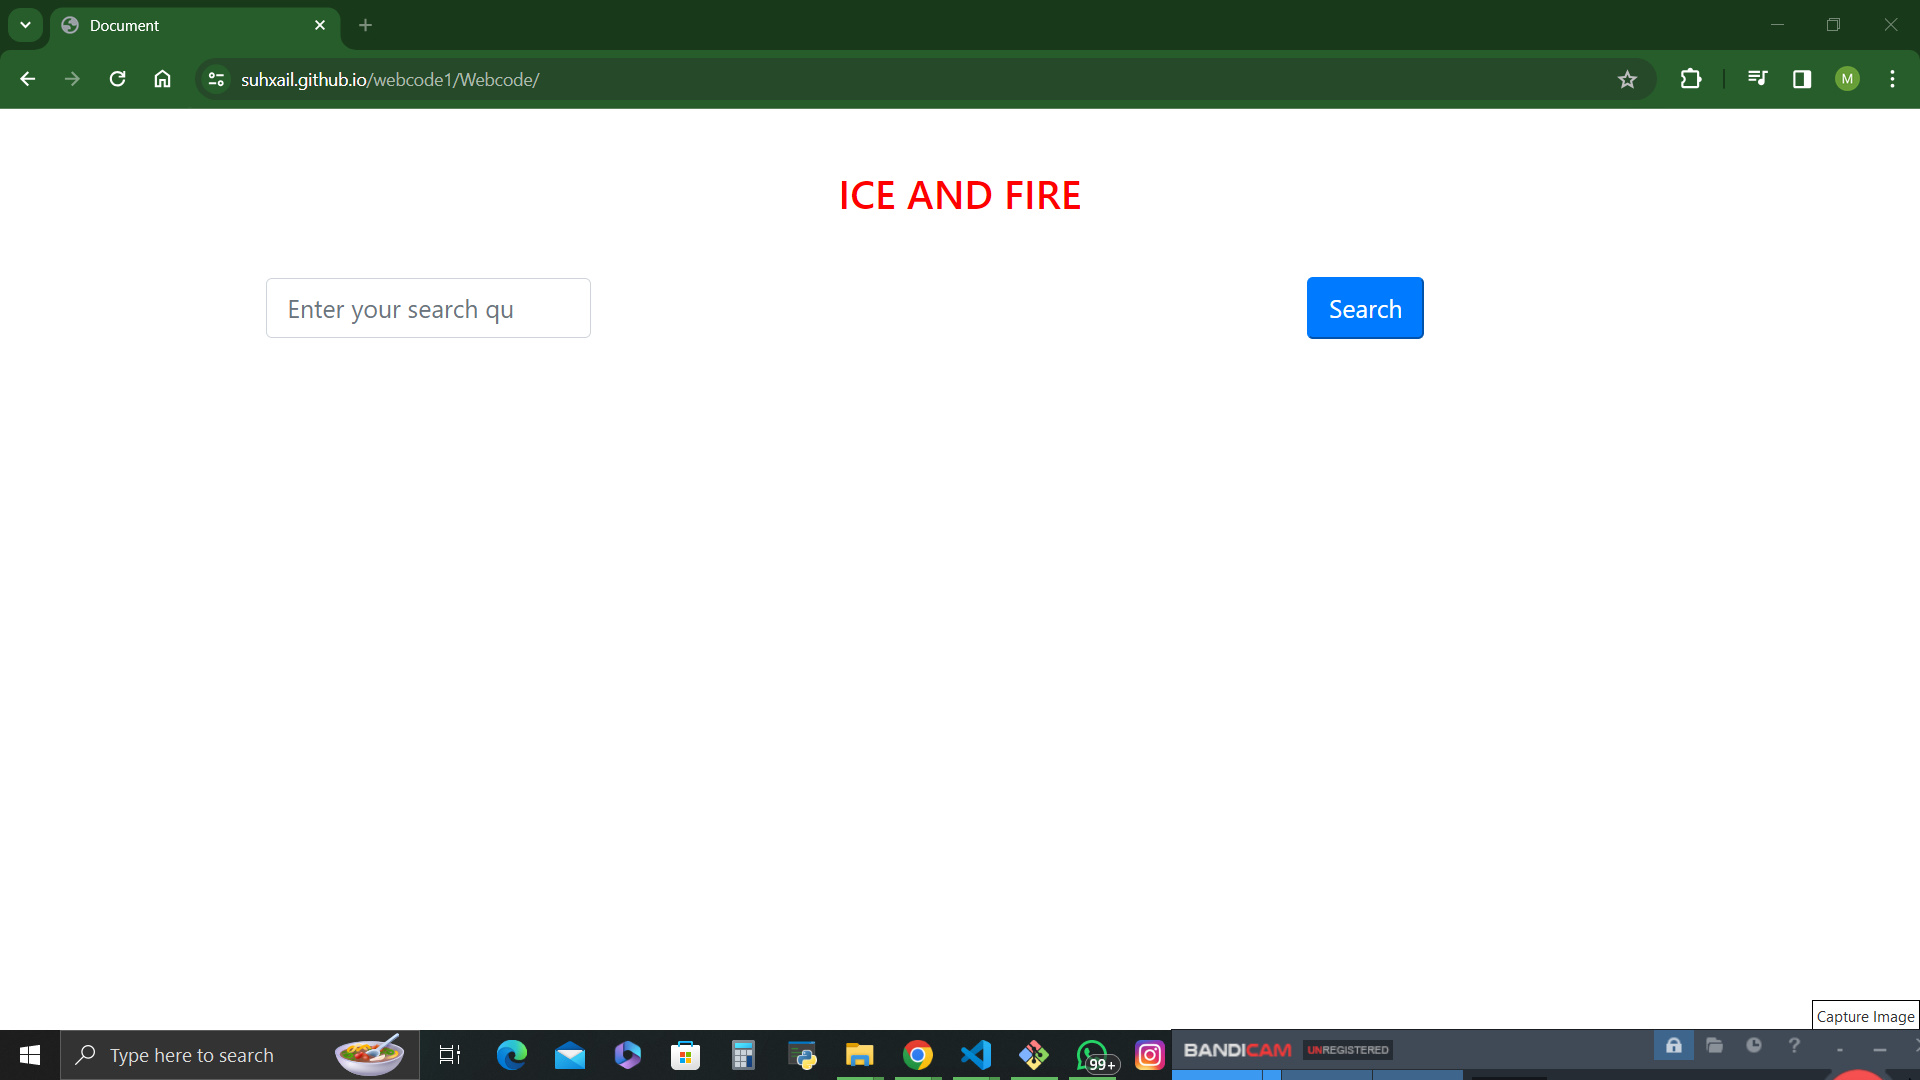 Document
suhxail.github.io/webcode1/Webcode/
M
ICE AND FIRE
Enter your search qu
Search
Capture Image
Type here to search
99+
BANDICAM UNREGISTERED